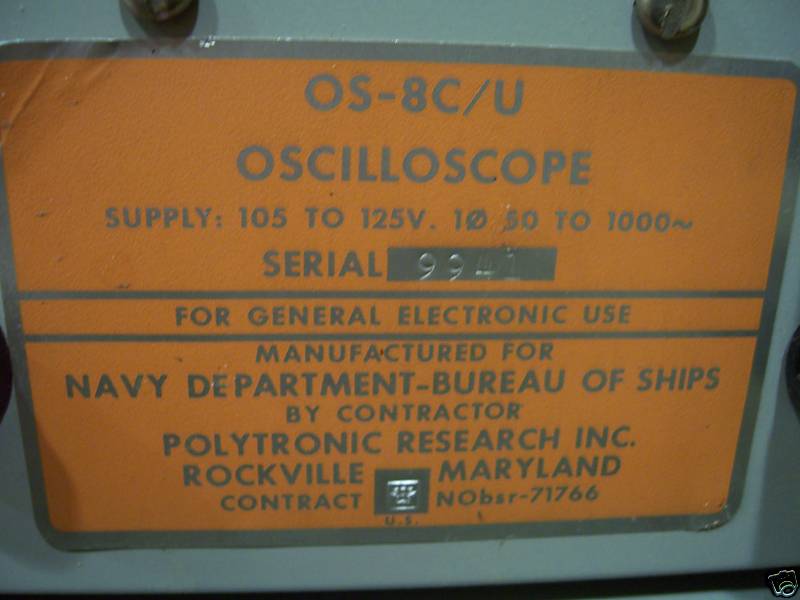 OS-8C/U
OSCILLOSCOPE
SUPPLY: 105 TO 125V. 1Ø 50 TO 1000~
SERIAL 9941
FOR GENERAL ELECTRONIC USE
MANUFACTURED FOR
NAVY DEPARTMENT-BUREAU OF SHIPS
BY CONTRACTOR
POLYTRONIC RESEARCH INC.
ROCKVILLE MARYLAND
CONTRACT NObsr-71766
U.S.